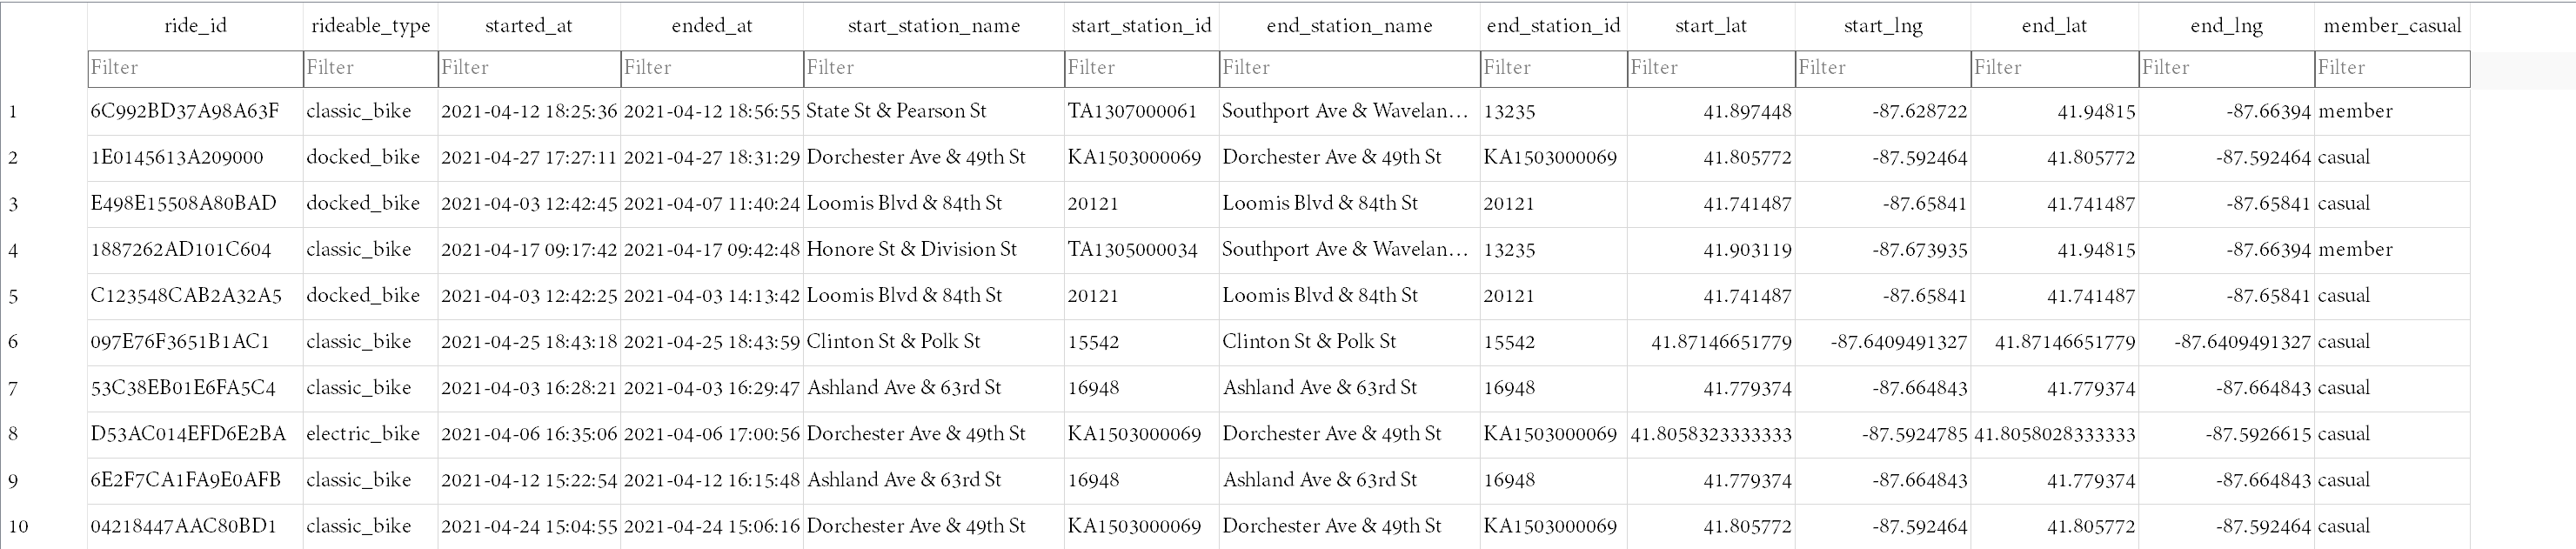 ride_id rideable_type started_at ended_at start_station_name start_station_id end_station_name end_station_id start_lat start_lng end_lat end_lng member_casual
Filter Filter Filter Filter Filter Filter Filter Filter Filter Filter Filter Filter Filter
1 6C992BD37A98A63F classic_bike 2021-04-12 18:25:36 2021-04-12 18:56:55 State St & Pearson St TA1307000061 Southport Ave & Wavelan… 13235 41.897448 -87.628722 41.94815 -87.66394 member
2 1E0145613A209000 docked_bike 2021-04-27 17:27:11 2021-04-27 18:31:29 Dorchester Ave & 49th St KA1503000069 Dorchester Ave & 49th St KA1503000069 41.805772 -87.592464 41.805772 -87.592464 casual
3 E498E15508A80BAD docked_bike 2021-04-03 12:42:45 2021-04-07 11:40:24 Loomis Blvd & 84th St 20121 Loomis Blvd & 84th St 20121 41.741487 -87.65841 41.741487 -87.65841 casual
4 1887262AD101C604 classic_bike 2021-04-17 09:17:42 2021-04-17 09:42:48 Honore St & Division St TA1305000034 Southport Ave & Wavelan… 13235 41.903119 -87.673935 41.94815 -87.66394 member
5 C123548CAB2A32A5 docked_bike 2021-04-03 12:42:25 2021-04-03 14:13:42 Loomis Blvd & 84th St 20121 Loomis Blvd & 84th St 20121 41.741487 -87.65841 41.741487 -87.65841 casual
6 097E76F3651B1AC1 classic_bike 2021-04-25 18:43:18 2021-04-25 18:43:59 Clinton St & Polk St 15542 Clinton St & Polk St 15542 41.87146651779 -87.6409491327 41.87146651779 -87.6409491327 casual
7 53C38EB01E6FA5C4 classic_bike 2021-04-03 16:28:21 2021-04-03 16:29:47 Ashland Ave & 63rd St 16948 Ashland Ave & 63rd St 16948 41.779374 -87.664843 41.779374 -87.664843 casual
8 D53AC014EFD6E2BA electric_bike 2021-04-06 16:35:06 2021-04-06 17:00:56 Dorchester Ave & 49th St KA1503000069 Dorchester Ave & 49th St KA1503000069 41.8058323333333 -87.5924785 41.8058028333333 -87.5926615 casual
9 6E2F7CA1FA9E0AFB classic_bike 2021-04-12 15:22:54 2021-04-12 16:15:48 Ashland Ave & 63rd St 16948 Ashland Ave & 63rd St 16948 41.779374 -87.664843 41.779374 -87.664843 casual
10 04218447AAC80BD1 classic_bike 2021-04-24 15:04:55 2021-04-24 15:06:16 Dorchester Ave & 49th St KA1503000069 Dorchester Ave & 49th St KA1503000069 41.805772 -87.592464 41.805772 -87.592464 casual